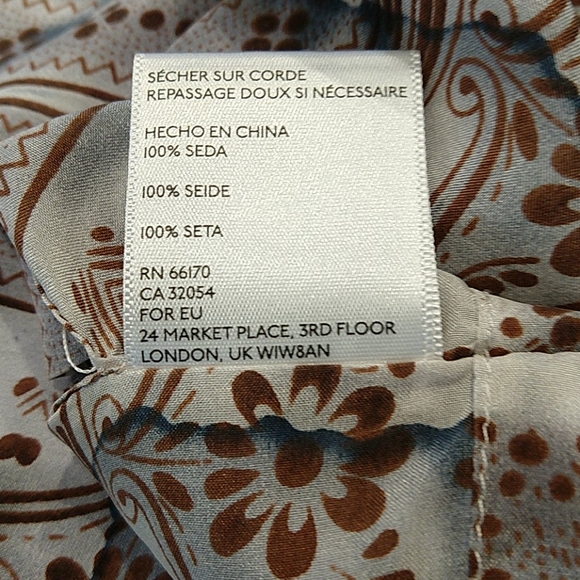 SÉCHER SUR CORDE
REPASSAGE DOUX SI NÉCESSAIRE
HECHO EN CHINA
100% SEDA
100% SEIDE
100% SETA
RN 66170
CA 32054
FOR EU
24 MARKET PLACE, 3RD FLOOR
LONDON, UK W1W8AN